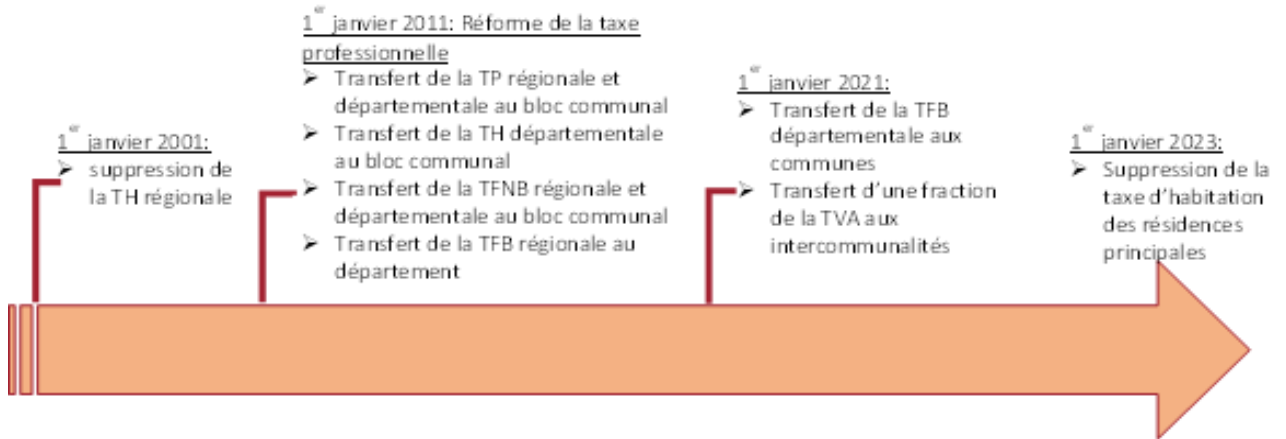 1er janvier 2001:
➢ suppression de
la TH régionale
1er janvier 2011: Réforme de la taxe
professionnelle
➢ Transfert de la TP régionale et
départementale au bloc communal
➢ Transfert de la TH départementale
au bloc communal
➢ Transfert de la TFNB régionale et
départementale au bloc communal
➢ Transfert de la TFB régionale au
département
1er janvier 2021:
➢ Transfert de la TFB
départementale aux
communes
➢ Transfert d'une fraction
de la TVA aux
intercommunalités
1er janvier 2023:
➢ Suppression de la
taxe d'habitation
des résidences
principales